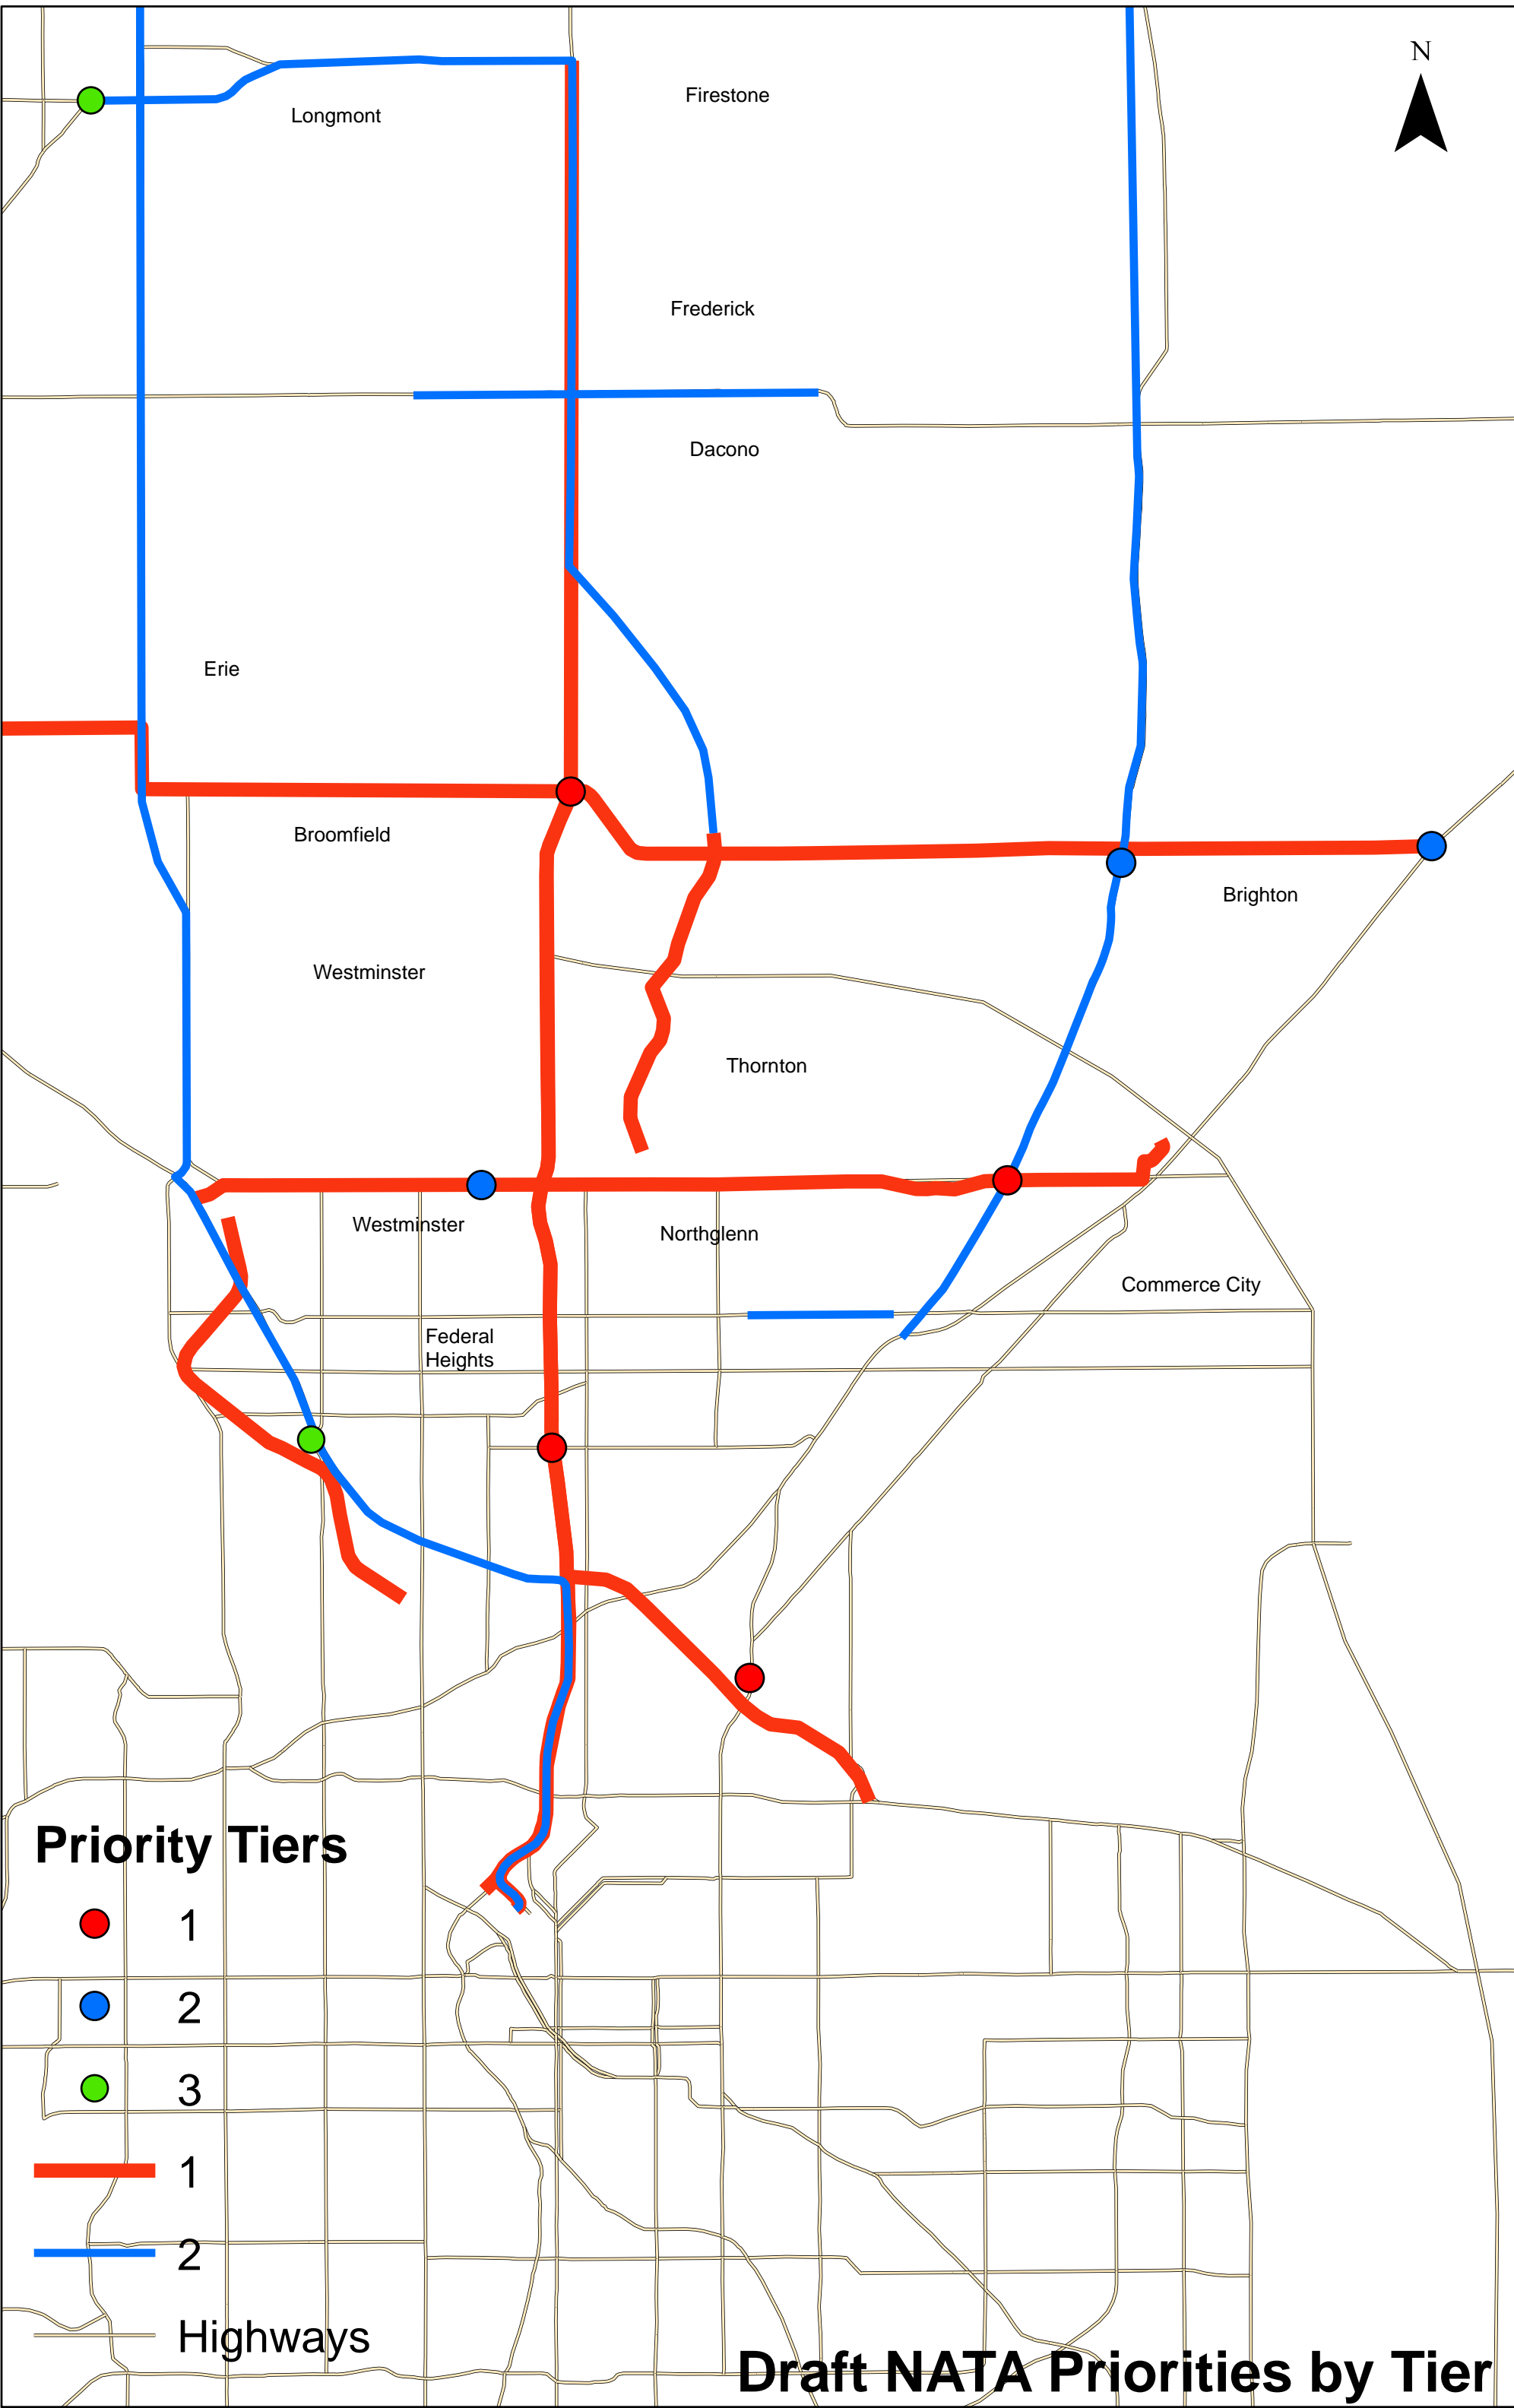 N
Firestone
Longmont
Frederick
Dacono
Erie
Broomfield
Brighton
Westminster
Thornton
Westminster
Northglenn
Commerce City
Federal
Heights
Priority Tiers
1
2
3
1
2
Highways
Draft NATA Priorities by Tier